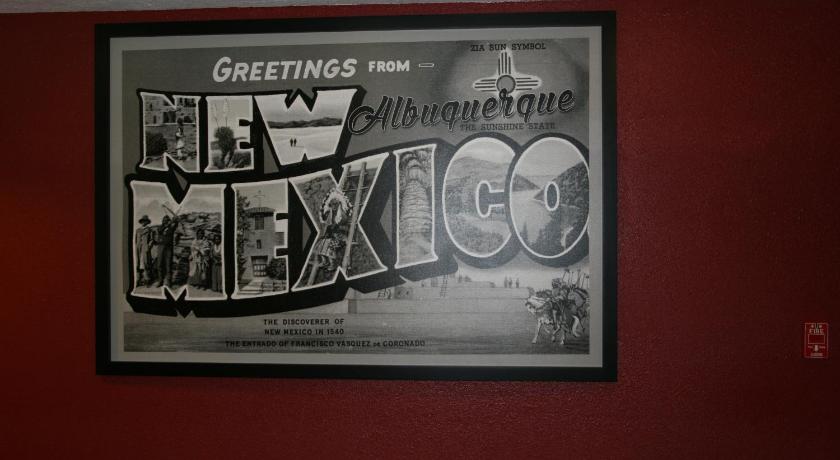 GREETINGS FROM –
ZIA SUN SYMBOL
NEW
Albuquerque
THE SUNSHINE STATE
MEXICO
THE DISCOVERER OF
NEW MEXICO IN 1540
THE ENTRADO OF FRANCISCO VASQUEZ DE CORONADO
FIRE